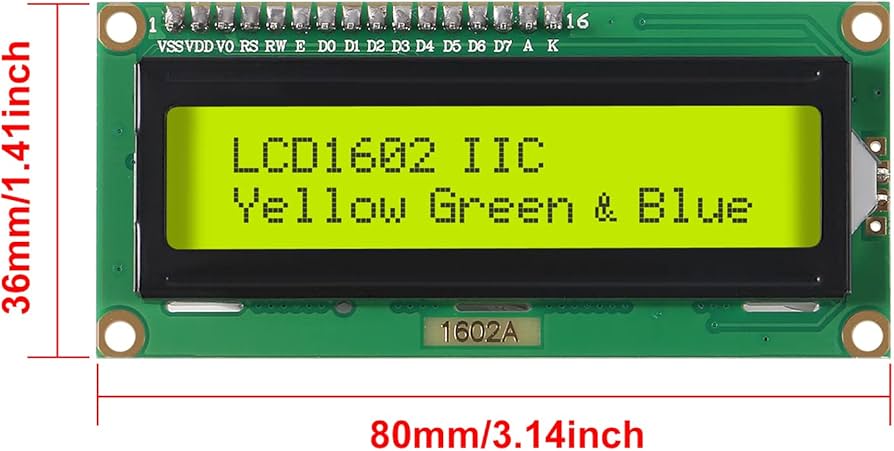 1 16
VSS VDD VO RS RW E D0 D1 D2 D3 D4 D5 D6 D7 A K
LCD1602 IIC
Yellow Green & Blue
1602A
36mm/1.41inch
80mm/3.14inch